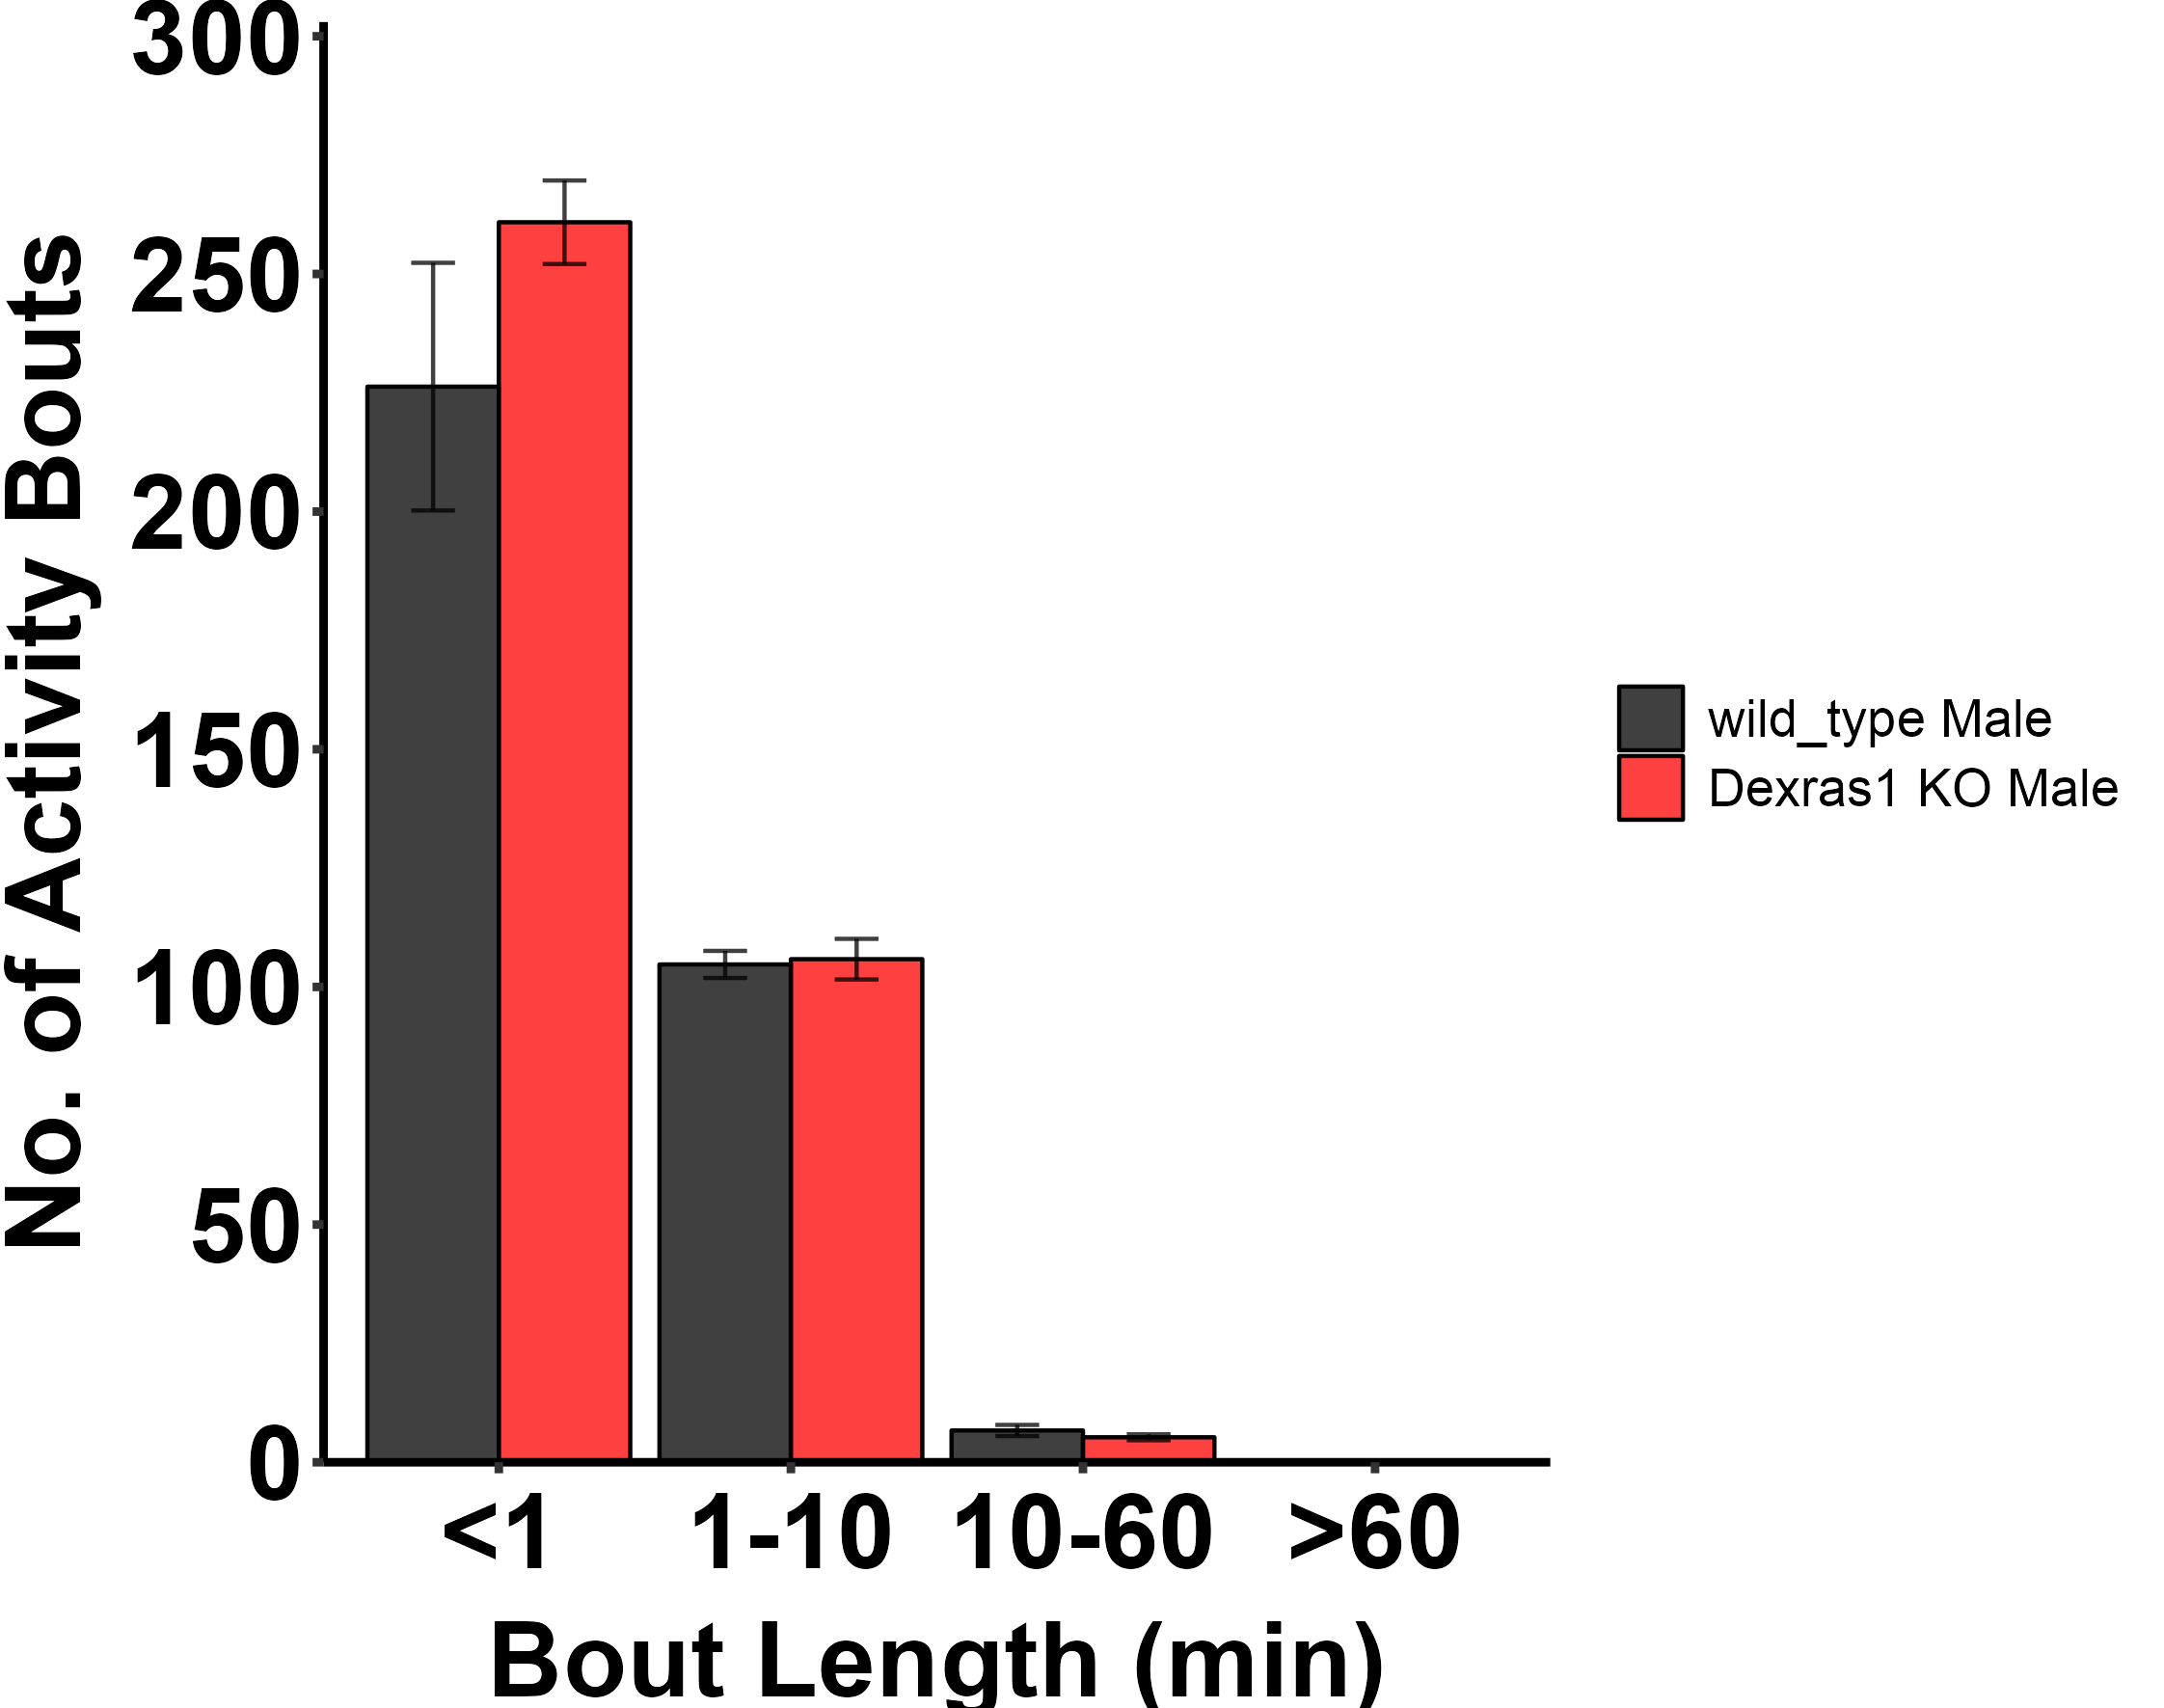 No. of Activity Bouts
300
250
200
150
100
50
0
<1 1-10 10-60 >60
Bout Length (min)
wild_type Male
Dexras1 KO Male